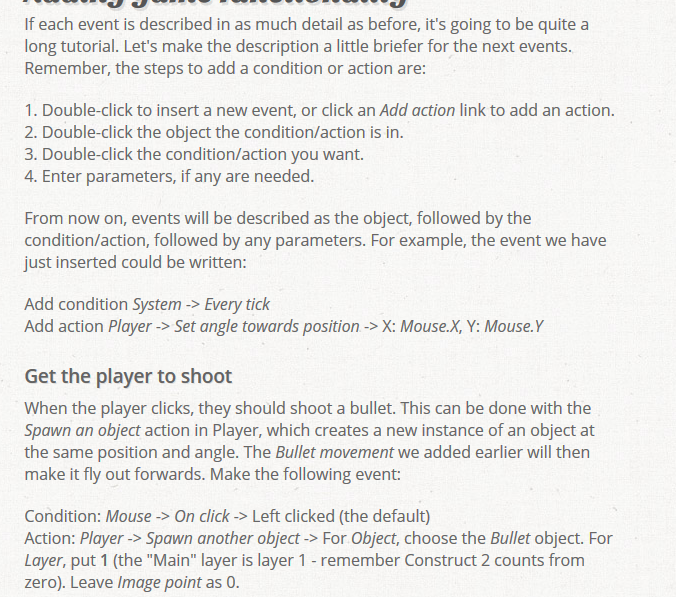 Adding game functionality
If each event is described in as much detail as before, it's going to be quite a
long tutorial. Let's make the description a little briefer for the next events.
Remember, the steps to add a condition or action are:
1. Double-click to insert a new event, or click an Add action link to add an action.
2. Double-click the object the condition/action is in.
3. Double-click the condition/action you want.
4. Enter parameters, if any are needed.
From now on, events will be described as the object, followed by the
condition/action, followed by any parameters. For example, the event we have
just inserted could be written:
Add condition System -> Every tick
Add action Player -> Set angle towards position -> X: Mouse.X, Y: Mouse.Y
Get the player to shoot
When the player clicks, they should shoot a bullet. This can be done with the
Spawn an object action in Player, which creates a new instance of an object at
the same position and angle. The Bullet movement we added earlier will then
make it fly out forwards. Make the following event:
Condition: Mouse -> On click -> Left clicked (the default)
Action: Player -> Spawn another object -> For Object, choose the Bullet object. For
Layer, put 1 (the "Main" layer is layer 1 - remember Construct 2 counts from
zero). Leave Image point as 0.